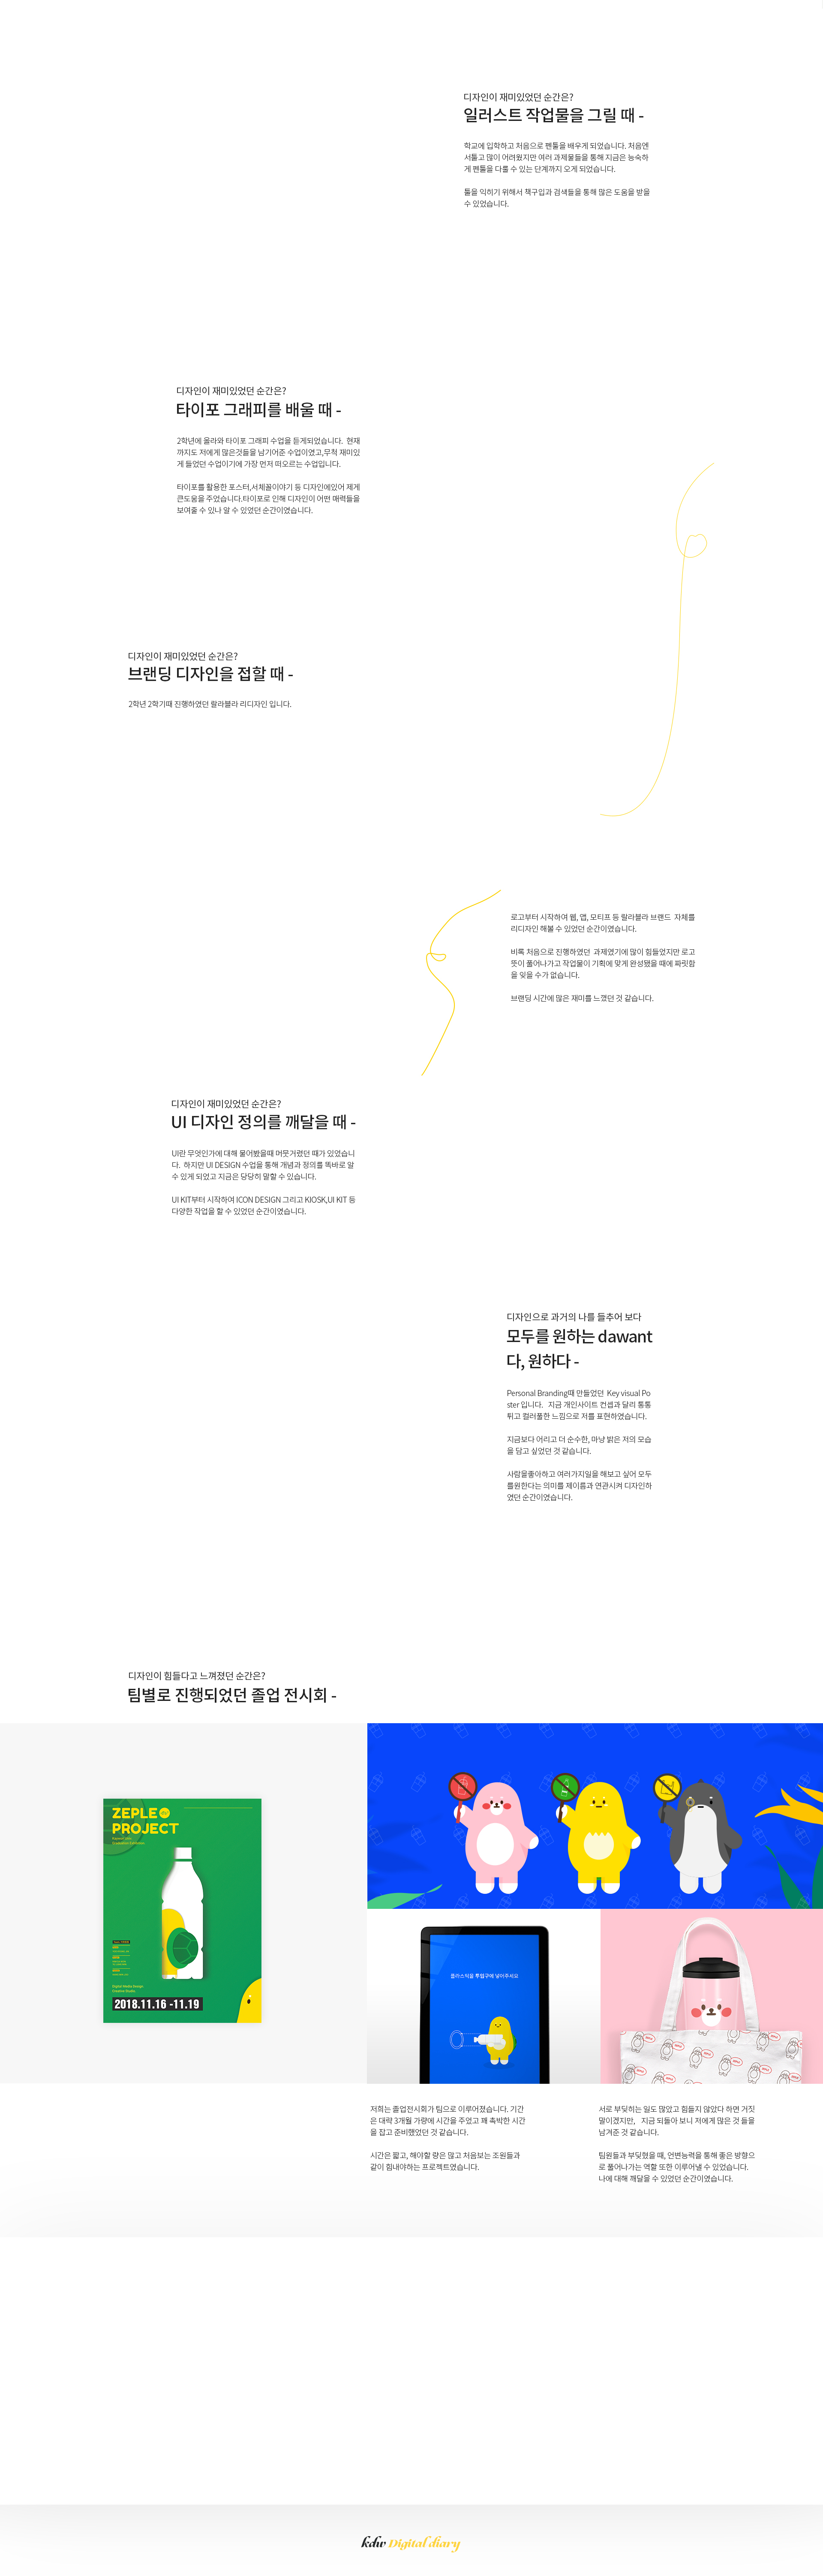 디자인이 재미있었던 순간은?
일러스트 작업물을 그릴 때 -
학교에 입학하고 처음으로 펜툴을 배우게 되었습니다. 처음엔
서툴고 많이 어려웠지만 여러 과제물들을 통해 지금은 능숙하
게 펜툴을 다룰 수 있는 단계까지 오게 되었습니다.
툴을 익히기 위해서 책구입과 검색들을 통해 많은 도움을 받을
수 있었습니다.
디자인이 재미있었던 순간은?
타이포 그래피를 배울 때 -
2학년에 올라와 타이포 그래피 수업을 듣게되었습니다. 현재
까지도 저에게 많은것들을 남기어준 수업이였고,무척 재미있
게 들었던 수업이기에 가장 먼저 떠오르는 수업입니다.
타이포를 활용한 포스터,서체꼴이야기 등 디자인에있어 제게
큰도움을 주었습니다.타이포로 인해 디자인이 어떤 매력들을
보여줄 수 있나 알 수 있었던 순간이였습니다.
디자인이 재미있었던 순간은?
브랜딩 디자인을 접할 때 -
2학년 2학기때 진행하였던 랄라블라 리디자인 입니다.
로고부터 시작하여 웹, 앱, 모티프 등 랄라블라 브랜드 자체를
리디자인 해볼 수 있었던 순간이였습니다.
비록 처음으로 진행하였던 과제였기에 많이 힘들었지만 로고
뜻이 풀어나가고 작업물이 기획에 맞게 완성됐을 때에 짜릿함
을 잊을 수가 없습니다.
브랜딩 시간에 많은 재미를 느꼈던 것 같습니다.
디자인이 재미있었던 순간은?
UI 디자인 정의를 깨달을 때 -
UI란 무엇인가에 대해 물어봤을때 머뭇거렸던 때가 있었습니
다. 하지만 UI DESIGN 수업을 통해 개념과 정의를 똑바로 알
수 있게 되었고 지금은 당당히 말할 수 있습니다.
UI KIT부터 시작하여 ICON DESIGN 그리고 KIOSK,UI KIT 등
다양한 작업을 할 수 있었던 순간이였습니다.
디자인으로 과거의 나를 들추어 보다
모두를 원하는 dawant
다, 원하다 -
Personal Branding때 만들었던 Key visual Po
ster 입니다. 지금 개인사이트 컨셉과 달리 통통
튀고 컬러풀한 느낌으로 저를 표현하였습니다.
지금보다 어리고 더 순수한, 마냥 밝은 저의 모습
을 담고 싶었던 것 같습니다.
사람을좋아하고 여러가지일을 해보고 싶어 모두
를원한다는 의미를 제이름과 연관시켜 디자인하
였던 순간이였습니다.
디자인이 힘들다고 느껴졌던 순간은?
팀별로 진행되었던 졸업 전시회 -
ZEPLE
PROJECT
Digital Media Design
Creative Studio
2018.11.16 -11.19
플라스틱을 투입구에 넣어주세요
저희는 졸업전시회가 팀으로 이루어졌습니다. 기간
은 대략 3개월 가량에 시간을 주었고 꽤 촉박한 시간
을 잡고 준비했었던 것 같습니다.
시간은 짧고, 해야할 량은 많고 처음보는 조원들과
같이 힘내야하는 프로젝트였습니다.
서로 부딪히는 일도 많았고 힘들지 않았다 하면 거짓
말이겠지만, 지금 되돌아 보니 저에게 많은 것 들을
남겨준 것 같습니다.
팀원들과 부딪혔을 때, 언변능력을 통해 좋은 방향으
로 풀어나가는 역할 또한 이루어낼 수 있었습니다.
나에 대해 깨달을 수 있었던 순간이였습니다.
kdw Digital diary